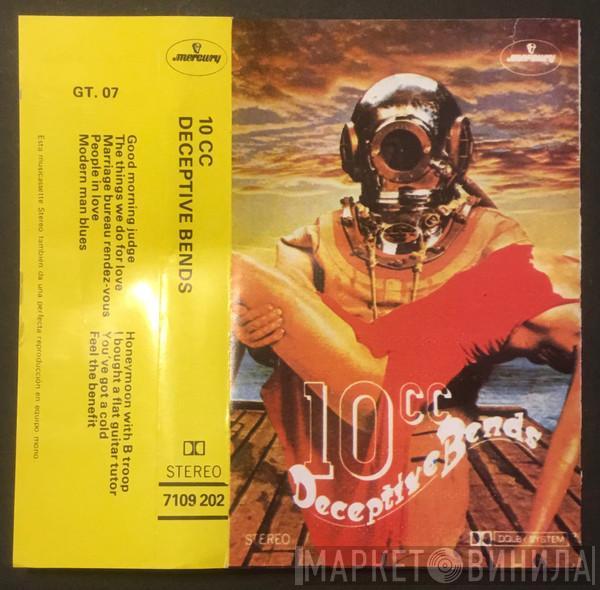 mercury
GT. 07
10 CC
DECEPTIVE BENDS
Good morning judge
The things we do for love
Marriage bureau rendez-vous
People in love
Modern man blues
Honeymoon with B troop
I bought a flat guitar tutor
You've got a cold
Feel the benefit
Esta musicassette Stereo también da una perfecta reproducción en equipo mono
STEREO
7109 202
mercury
10cc
Deceptive Bends
STEREO
DOLBY SYSTEM
МАРКЕТ ВИНИЛА